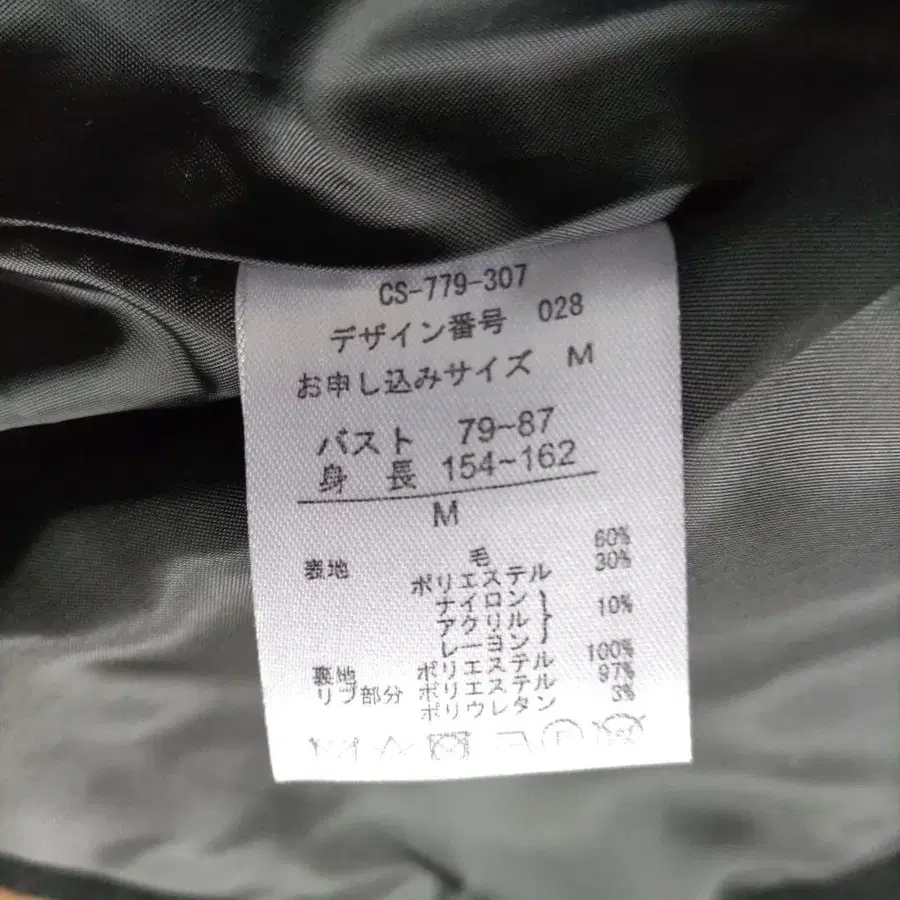 CS-779-307
デザイン番号 028
お申し込みサイズ M
バスト 79~87
身長 154~162
M
表地 毛 60%
ポリエステル 30%
ナイロン}
アクリル} 10%
レーヨン}
裏地 ポリエステル 100%
リブ部分 ポリエステル 97%
ポリウレタン 3%